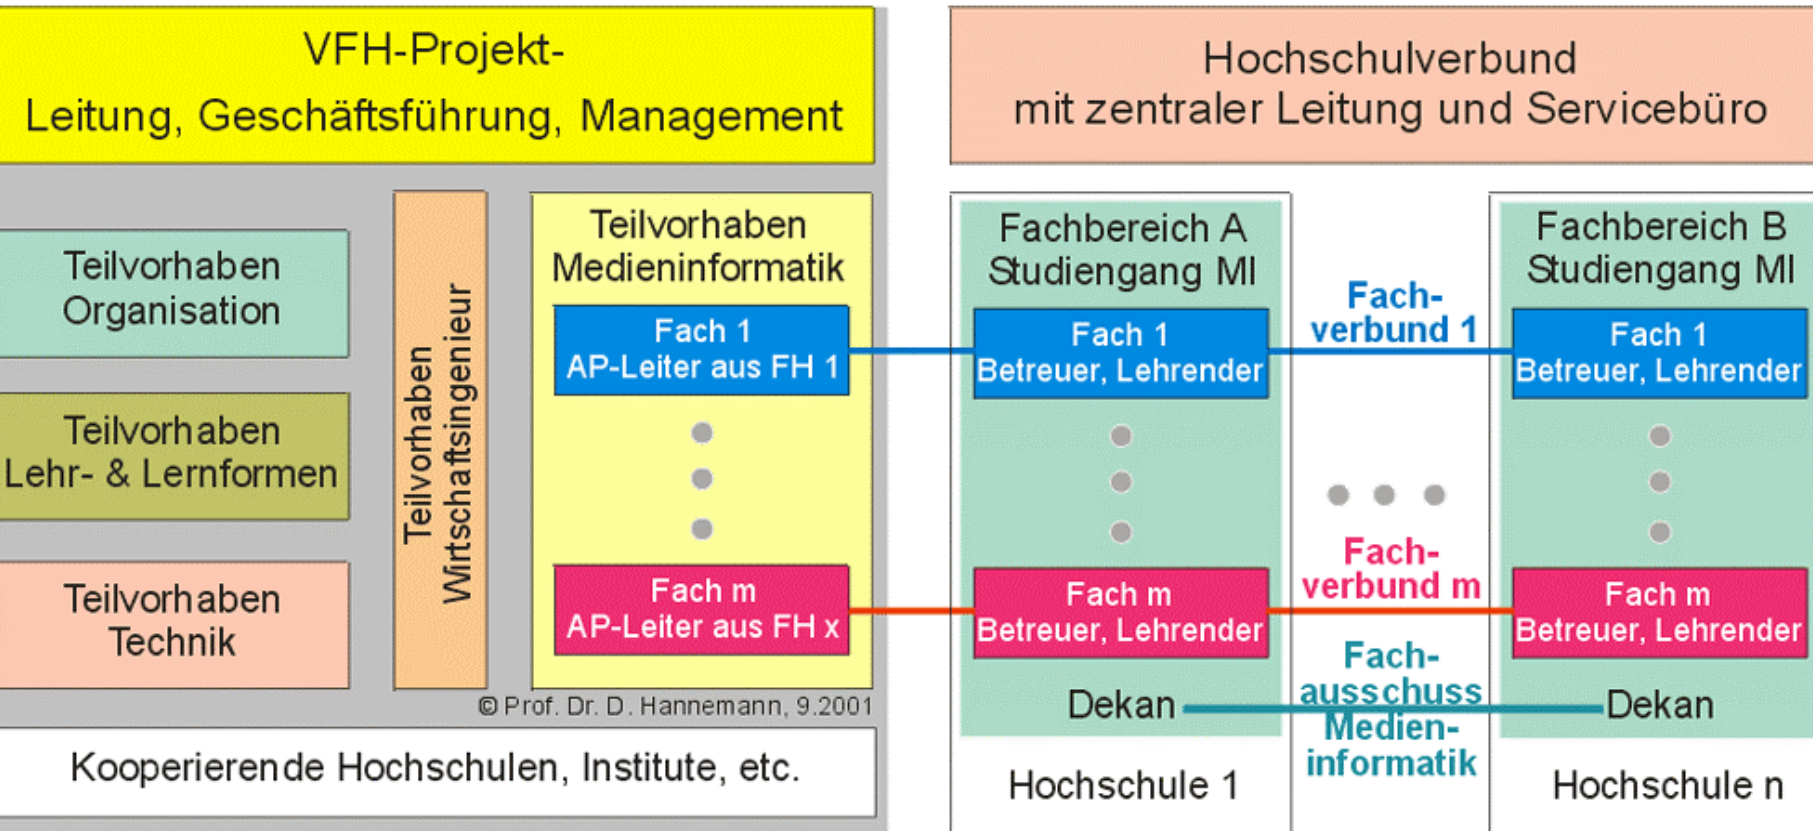 VFH-Projekt-
Leitung, Geschäftsführung, Management
Teilvorhaben
Organisation
Teilvorhaben
Lehr- & Lernformen
Teilvorhaben
Technik
Teilvorhaben
Wirtschaftsingenieur
Teilvorhaben
Medieninformatik
Fach 1
AP-Leiter aus FH 1
Fach m
AP-Leiter aus FH x
© Prof. Dr. D. Hannemann, 9.2001
Kooperierende Hochschulen, Institute, etc.
Hochschulverbund
mit zentraler Leitung und Servicebüro
Fachbereich A
Studiengang MI
Fach 1
Betreuer, Lehrender
Fach m
Betreuer, Lehrender
Dekan
Hochschule 1
Fach-
verbund 1
Fach-
verbund m
Fach-
ausschuss
Medien-
informatik
Fachbereich B
Studiengang MI
Fach 1
Betreuer, Lehrender
Fach m
Betreuer, Lehrender
Dekan
Hochschule n